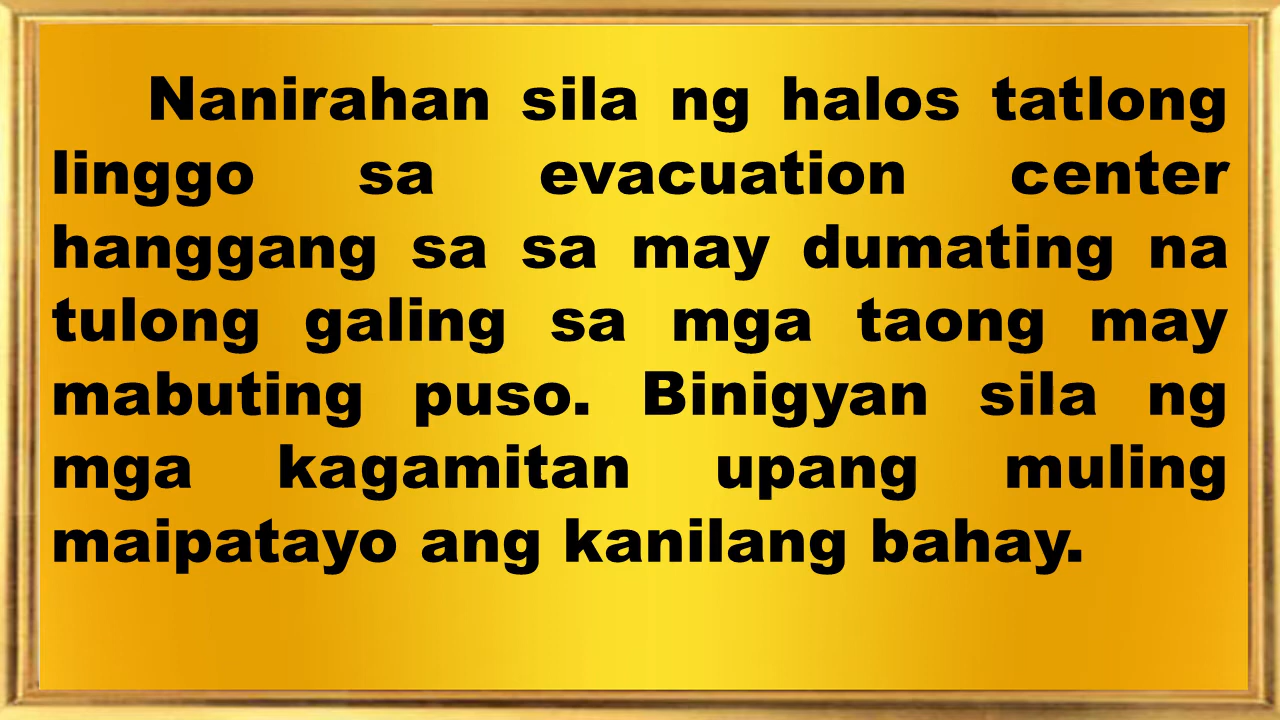 Nanirahan sila ng halos tatlong
linggo sa evacuation center
hanggang sa sa may dumating na
tulong galing sa mga taong may
mabuting puso. Binigyan sila ng
mga kagamitan upang muling
maipatayo ang kanilang bahay.